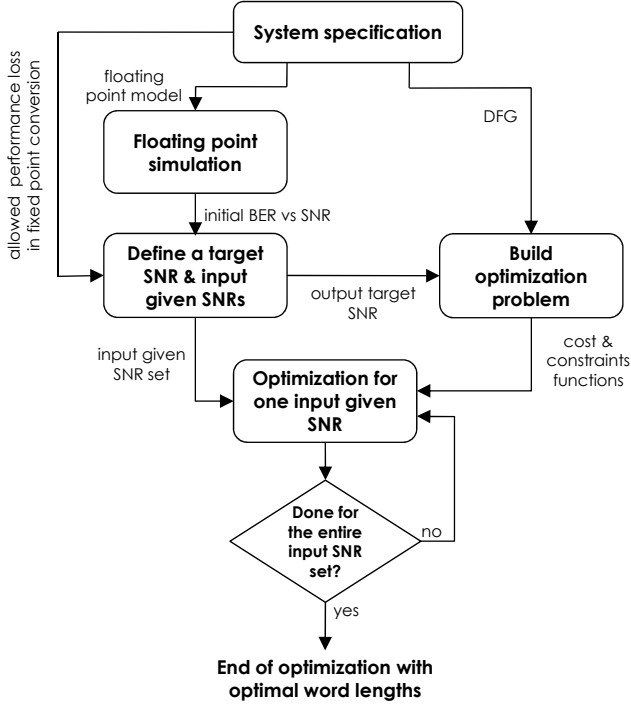 System specification
allowed performance loss
in fixed point conversion
floating
point model
DFG
Floating point
simulation
initial BER vs SNR
Define a target
SNR & input
given SNRs
output target
SNR
Build
optimization
problem
input given
SNR set
cost &
constraints
functions
Optimization for
one input given
SNR
Done for
the entire
input SNR
set?
no
yes
End of optimization with
optimal word lengths